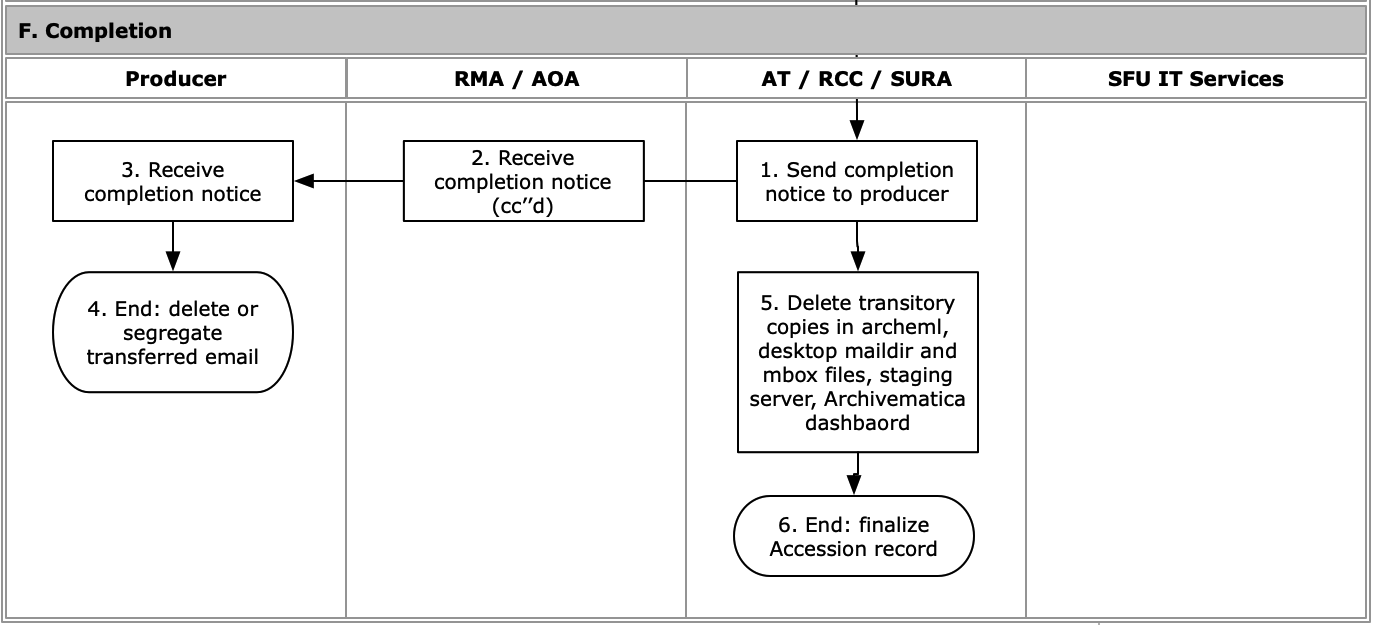 F. Completion
Producer
RMA / AOA
AT / RCC / SURA
SFU IT Services
3. Receive
completion notice
2. Receive
completion notice
(cc’’d)
1. Send completion
notice to producer
4. End: delete or
segregate
transferred email
5. Delete transitory
copies in archeml,
desktop maildir and
mbox files, staging
server, Archivematica
dashbaord
6. End: finalize
Accession record